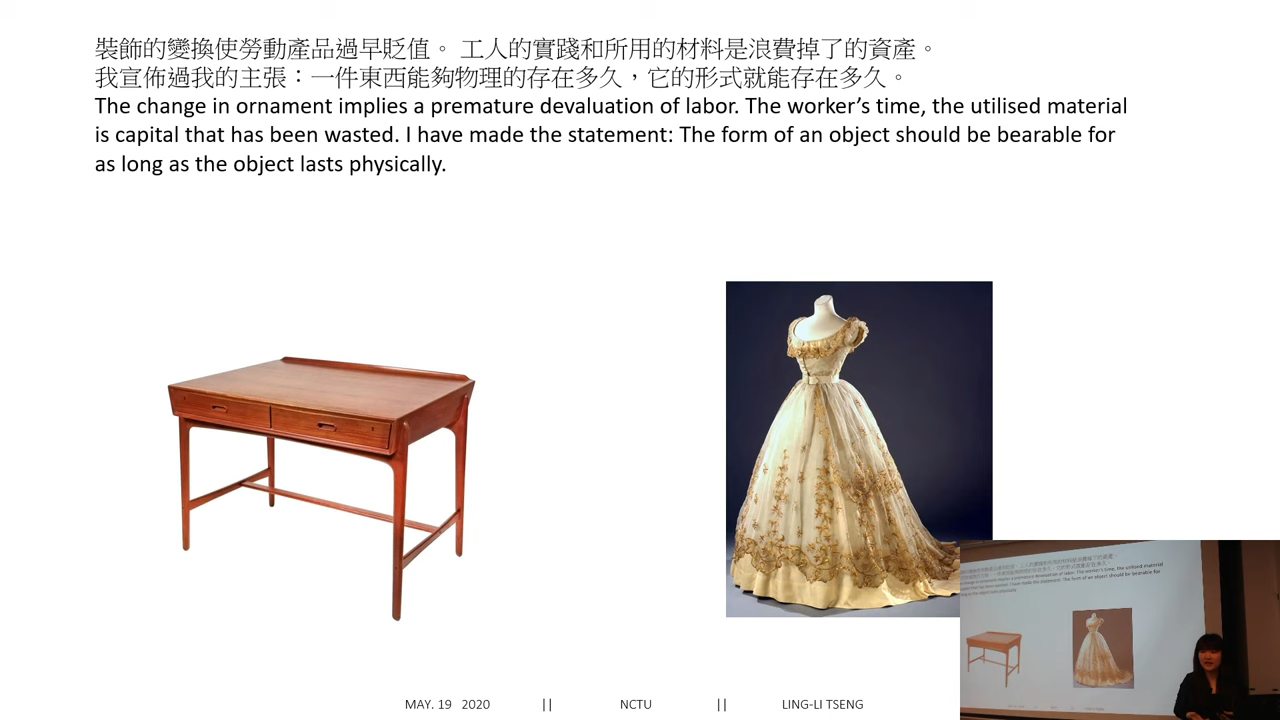 裝飾的變換使勞動產品過早貶值。 工人的實踐和所用的材料是浪費掉了的資產。
我宣佈過我的主張：一件東西能夠物理的存在多久，它的形式就能存在多久。
The change in ornament implies a premature devaluation of labor. The worker’s time, the utilised material
is capital that has been wasted. I have made the statement: The form of an object should be bearable for
as long as the object lasts physically.
MAY. 19 2020 || NCTU || LING-LI TSENG